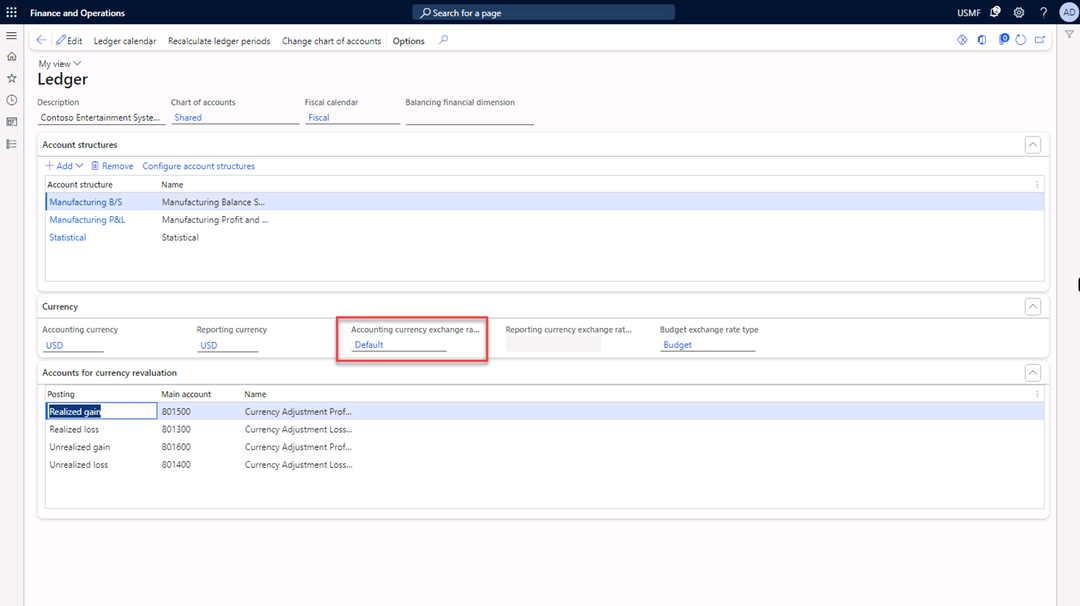 Finance and Operations
Search for a page
USMF
2
?
AD
Edit
Ledger calendar
Recalculate ledger periods
Change chart of accounts
Options
0
My view
Ledger
Description Chart of accounts Fiscal calendar Balancing financial dimension
Contoso Entertainment Syste... Shared Fiscal
Account structures
Add Remove Configure account structures
Account structure Name
Manufacturing B/S Manufacturing Balance S...
Manufacturing P&L Manufacturing Profit and ...
Statistical Statistical
Currency
Accounting currency Reporting currency Accounting currency exchange ra... Reporting currency exchange rat... Budget exchange rate type
USD USD Default Budget
Accounts for currency revaluation
Posting Main account Name
Realized gain 801500 Currency Adjustment Prof...
Realized loss 801300 Currency Adjustment Loss...
Unrealized gain 801600 Currency Adjustment Prof...
Unrealized loss 801400 Currency Adjustment Loss...